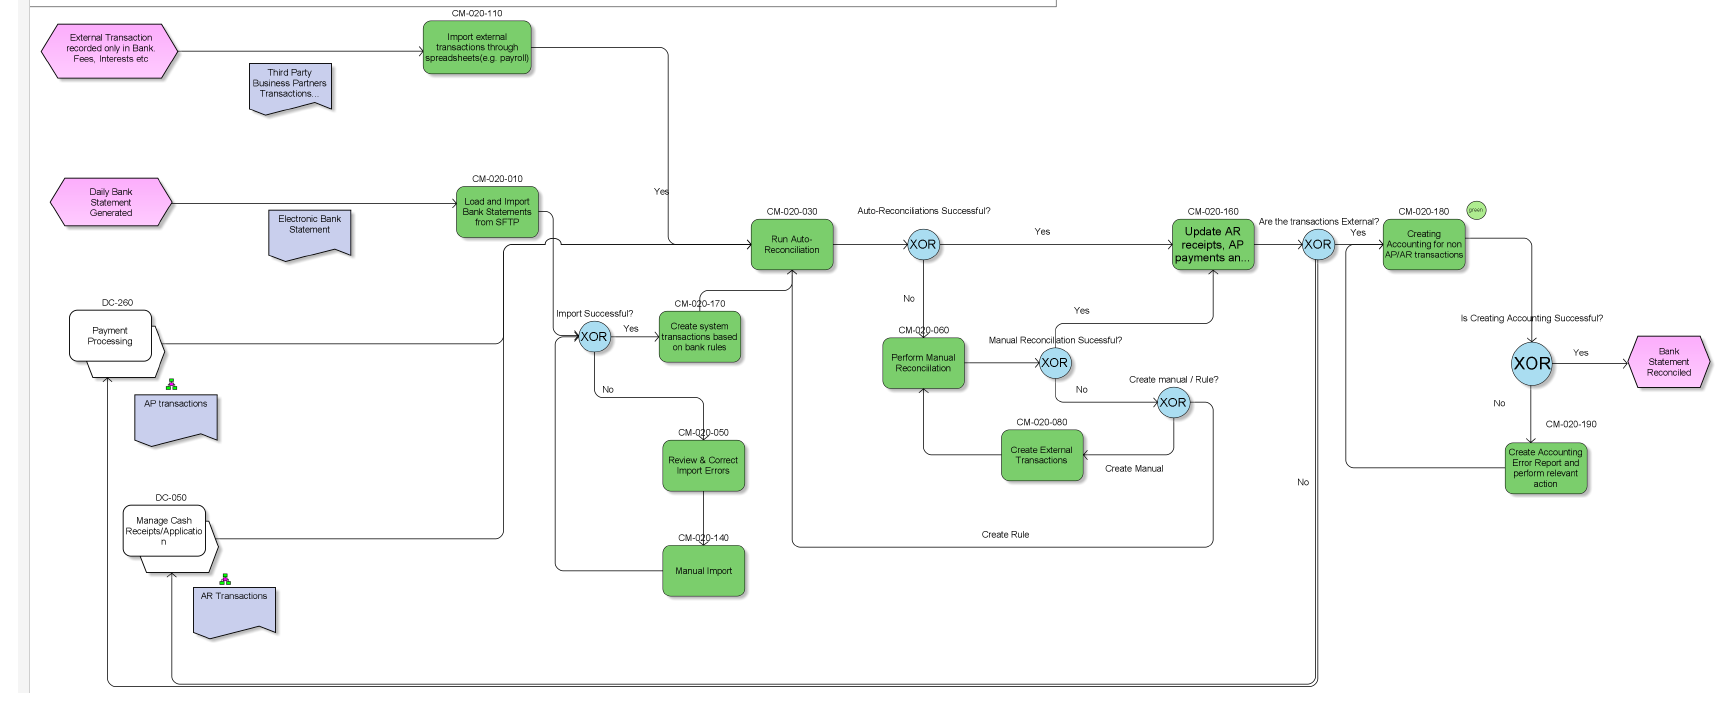 CM-020-110
External Transaction
recorded only in Bank.
Fees, Interests etc
Import external
transactions through
spreadsheets(e.g. payroll)
Third Party
Business Partners
Transactions...
CM-020-010
Daily Bank
Statement
Generated
Load and Import
Bank Statements
from SFTP
Electronic Bank
Statement
Yes
CM-020-030
Run Auto-
Reconciliation
Auto-Reconciliations Successful?
XOR
Yes
No
CM-020-160
Update AR
receipts, AP
payments an...
Are the transactions External?
XOR
Yes
No
CM-020-180
green
Creating
Accounting for non
AP/AR transactions
DC-260
Payment
Processing
AP transactions
Import Successful?
XOR
Yes
No
CM-020-170
Create system
transactions based
on bank rules
CM-020-060
Perform Manual
Reconcilation
Manual Reconcilation Sucessful?
XOR
Yes
No
Create manual / Rule?
XOR
CM-020-080
Create External
Transactions
Create Manual
Create Rule
Is Creating Accounting Successful?
XOR
Yes
No
Bank
Statement
Reconciled
CM-020-190
Create Accounting
Error Report and
perform relevant
action
CM-020-050
Review & Correct
Import Errors
CM-020-140
Manual Import
DC-050
Manage Cash
Receipts/Applicatio
n
AR Transactions